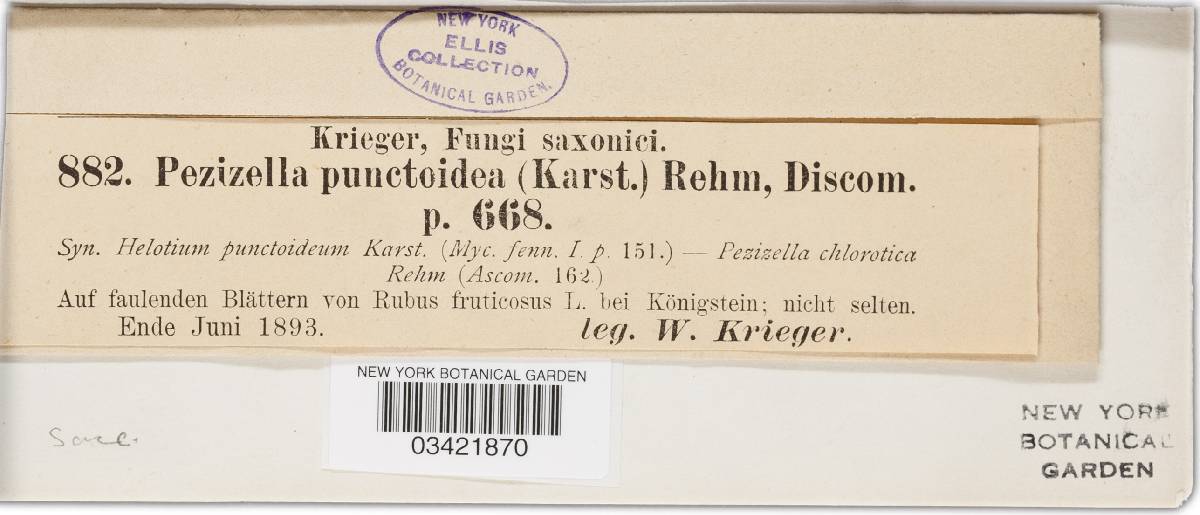 NEW YORK
ELLIS
COLLECTION
BOTANICAL GARDEN.
Krieger, Fungi saxonici.
882. Pezizella punctoidea (Karst.) Rehm, Discom.
p. 668.
Syn. Helotium punctoideum Karst. (Myc. fenn. I. p. 151.) — Pezizella chlorotica
Rehm (Ascom. 162.)
Auf faulenden Blättern von Rubus fruticosus L. bei Königstein; nicht selten.
Ende Juni 1893. leg. W. Krieger.
NEW YORK BOTANICAL GARDEN
03421870
NEW YORK
BOTANICAL
GARDEN